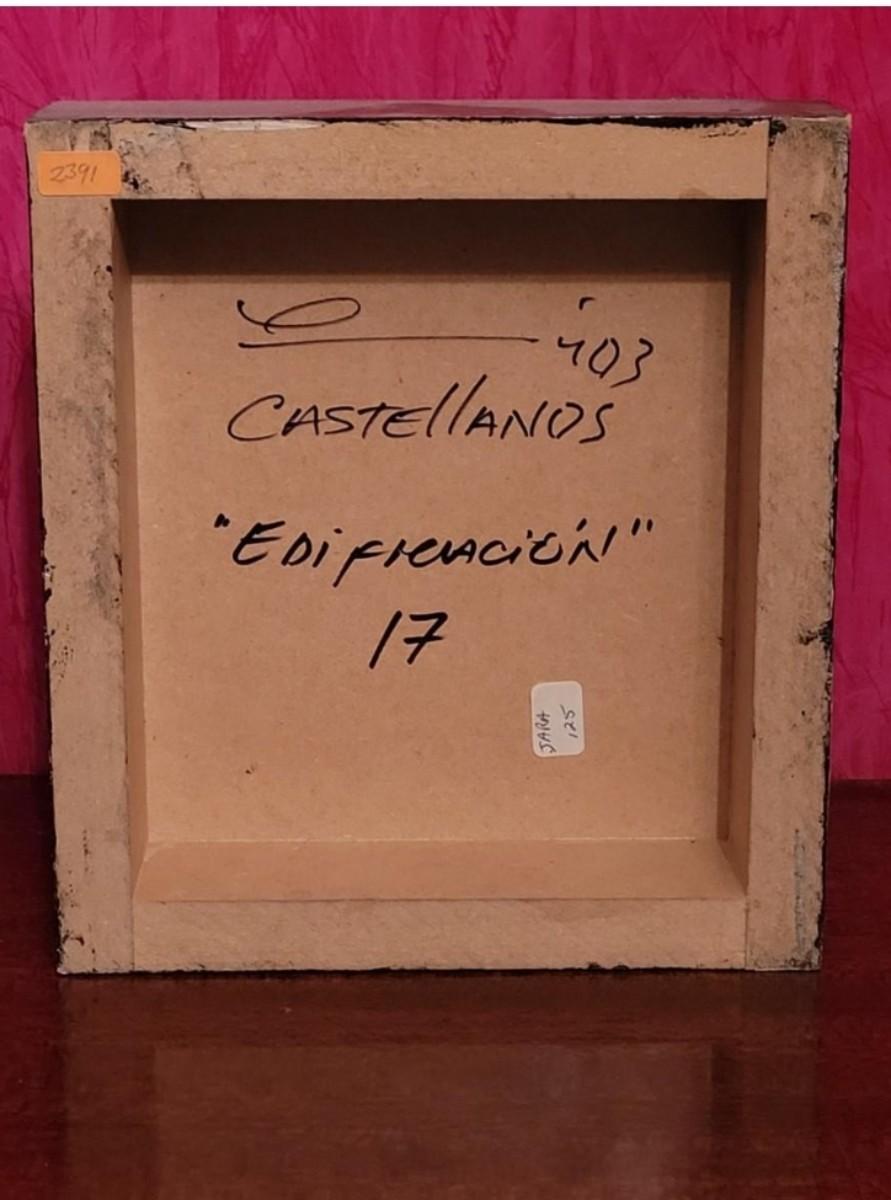 2391
'03
CASTELLANOS
"EDIFICACIÓN"
17
JARA
125